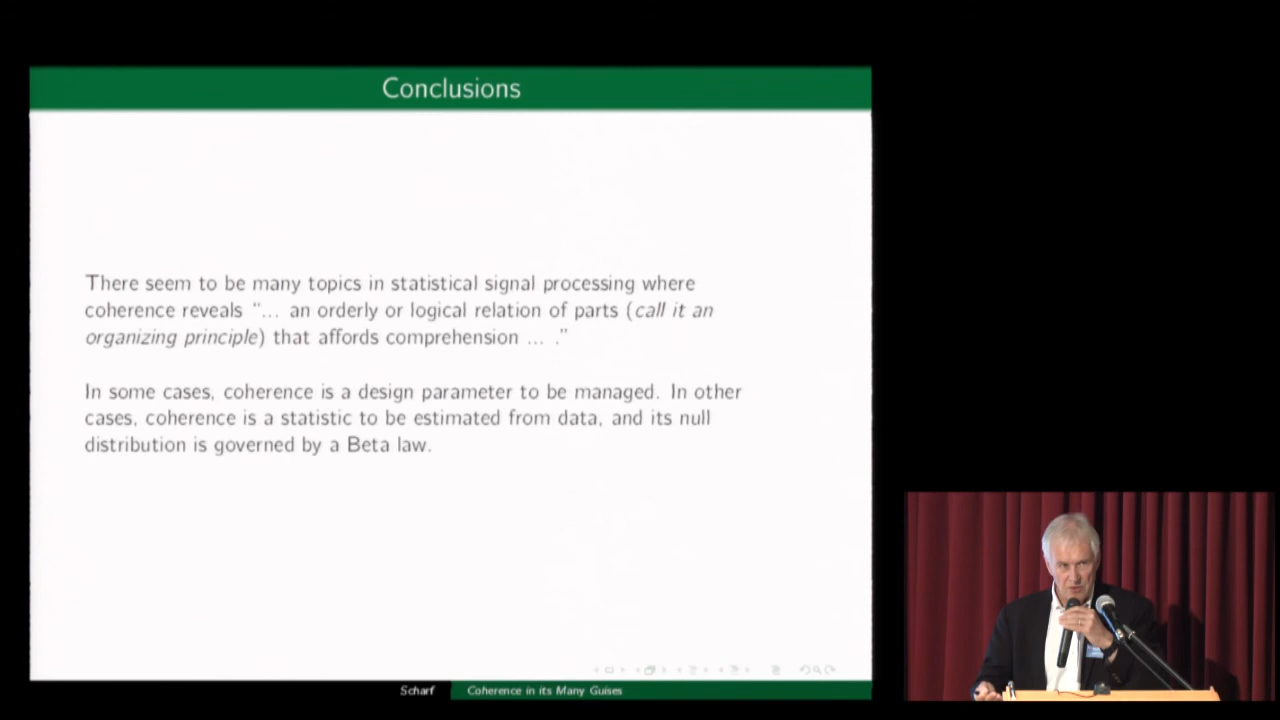 Conclusions
There seem to be many topics in statistical signal processing where
coherence reveals “... an orderly or logical relation of parts (call it an
organizing principle) that affords comprehension ... .”
In some cases, coherence is a design parameter to be managed. In other
cases, coherence is a statistic to be estimated from data, and its null
distribution is governed by a Beta law.
Scharf
Coherence in its Many Guises